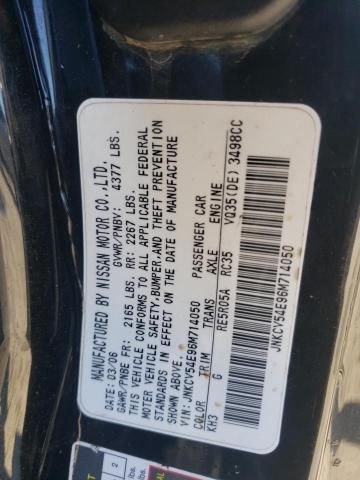 MANUFACTURED BY NISSAN MOTOR CO.,LTD.
DATE: 03/06 GVWR/PNBV: 4377 LBS.
GAWR/PNBE FR: 2165 LBS. RR: 2267 LBS.
THIS VEHICLE CONFORMS TO ALL APPLICABLE FEDERAL
MOTOR VEHICLE SAFETY,BUMPER,AND THEFT PREVENTION
STANDARDS IN EFFECT ON THE DATE OF MANUFACTURE
SHOWN ABOVE.
VIN: JNKCV54E96M714050 PASSENGER CAR
COLOR TRIM TRANS AXLE ENGINE
KH3 G RE5R05A RC35 VQ35(DE) 3498CC
JNKCV54E96M714050
2
lbs.